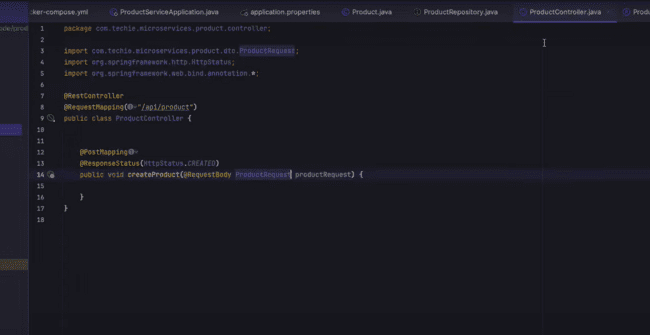 ker-compose.yml ProductServiceApplication.java application.properties Product.java ProductRepository.java ProductController.java Produc
1 package com.techie.microservices.product.controller;
2
3 import com.techie.microservices.product.dto.ProductRequest;
4 import org.springframework.http.HttpStatus;
5 import org.springframework.web.bind.annotation.*;
6
7 @RestController
8 @RequestMapping("/api/product")
9 public class ProductController {
10
11
12 @PostMapping
13 @ResponseStatus(HttpStatus.CREATED)
14 public void createProduct(@RequestBody ProductRequest productRequest) {
15
16 }
17 }
18